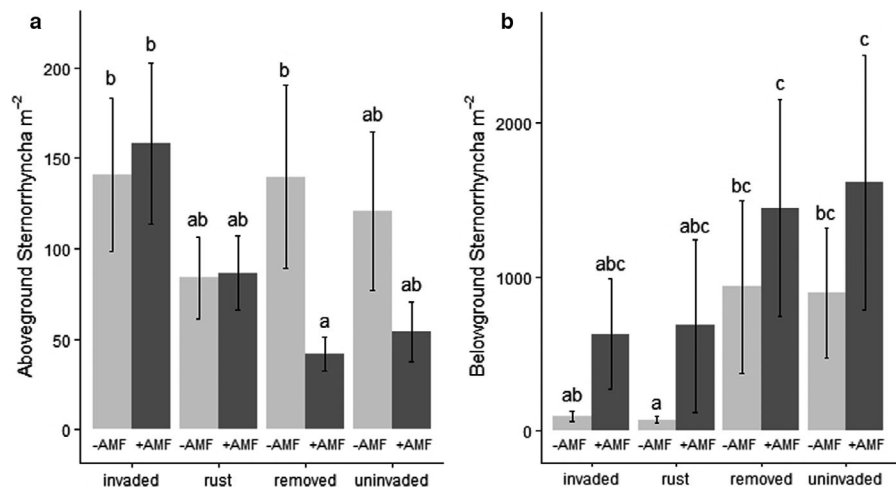 a
Aboveground Sternorrhyncha m⁻²
200
150
100
50
0
b
b
ab
ab
b
a
ab
ab
-AMF +AMF -AMF +AMF -AMF +AMF -AMF +AMF
invaded rust removed uninvaded
b
Belowground Sternorrhyncha m⁻²
2000
1000
0
ab
abc
a
abc
bc
c
bc
c
-AMF +AMF -AMF +AMF -AMF +AMF -AMF +AMF
invaded rust removed uninvaded